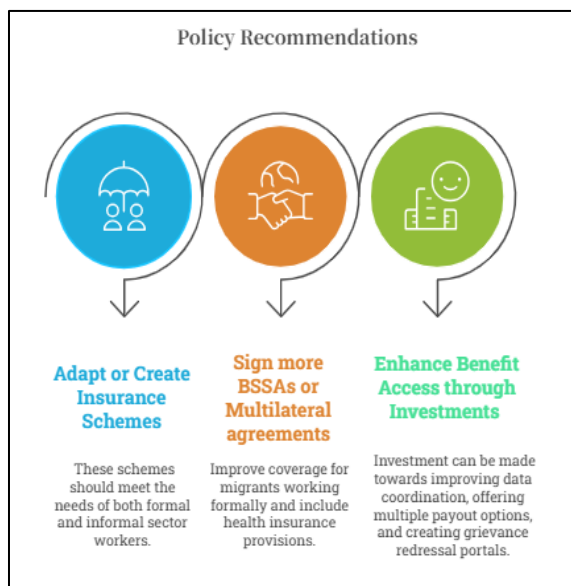 Policy Recommendations
Adapt or Create
Insurance
Schemes
These schemes
should meet the
needs of both formal
and informal sector
workers.
Sign more
BSSAs or
Multilateral
agreements
Improve coverage for
migrants working
formally and include
health insurance
provisions.
Enhance Benefit
Access through
Investments
Investment can be made
towards improving data
coordination, offering
multiple payout options,
and creating grievance
redressal portals.